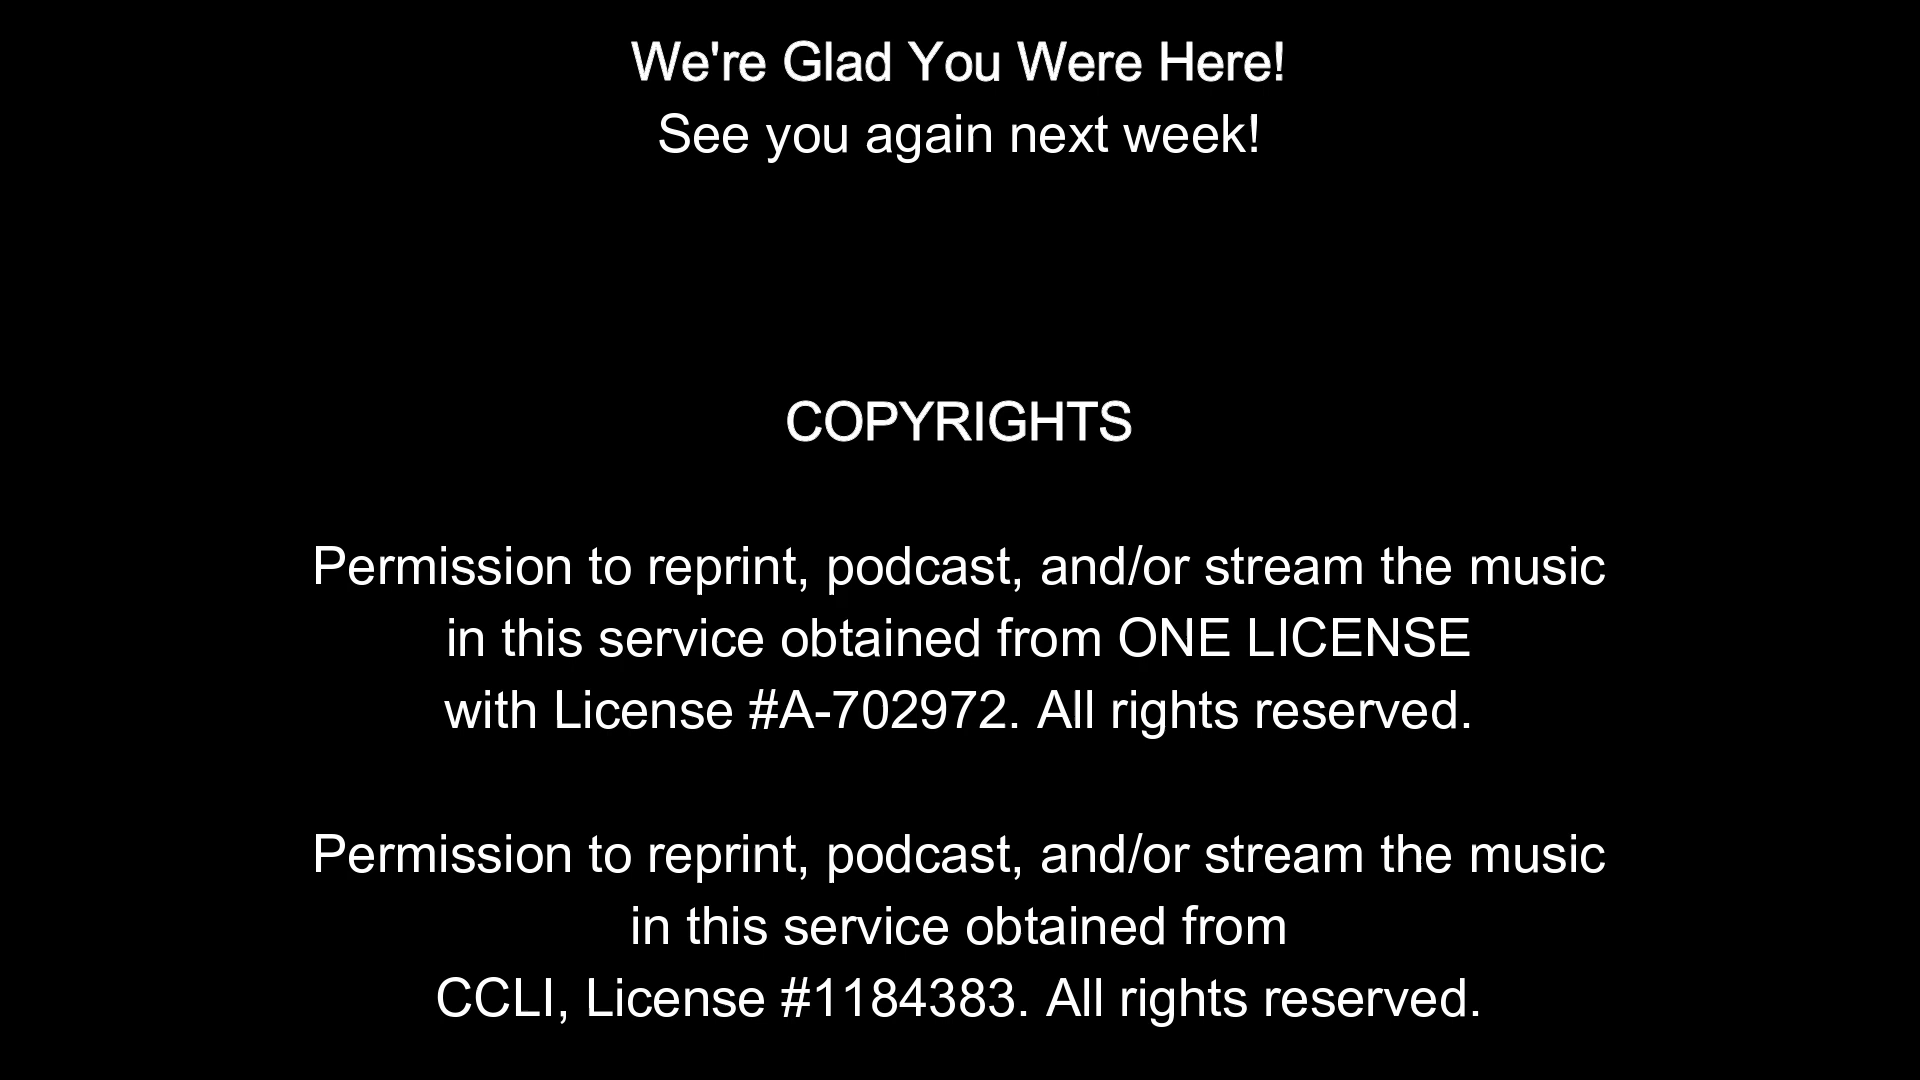 We're Glad You Were Here!
See you again next week!
COPYRIGHTS
Permission to reprint, podcast, and/or stream the music
in this service obtained from ONE LICENSE
with License #A-702972. All rights reserved.
Permission to reprint, podcast, and/or stream the music
in this service obtained from
CCLI, License #1184383. All rights reserved.